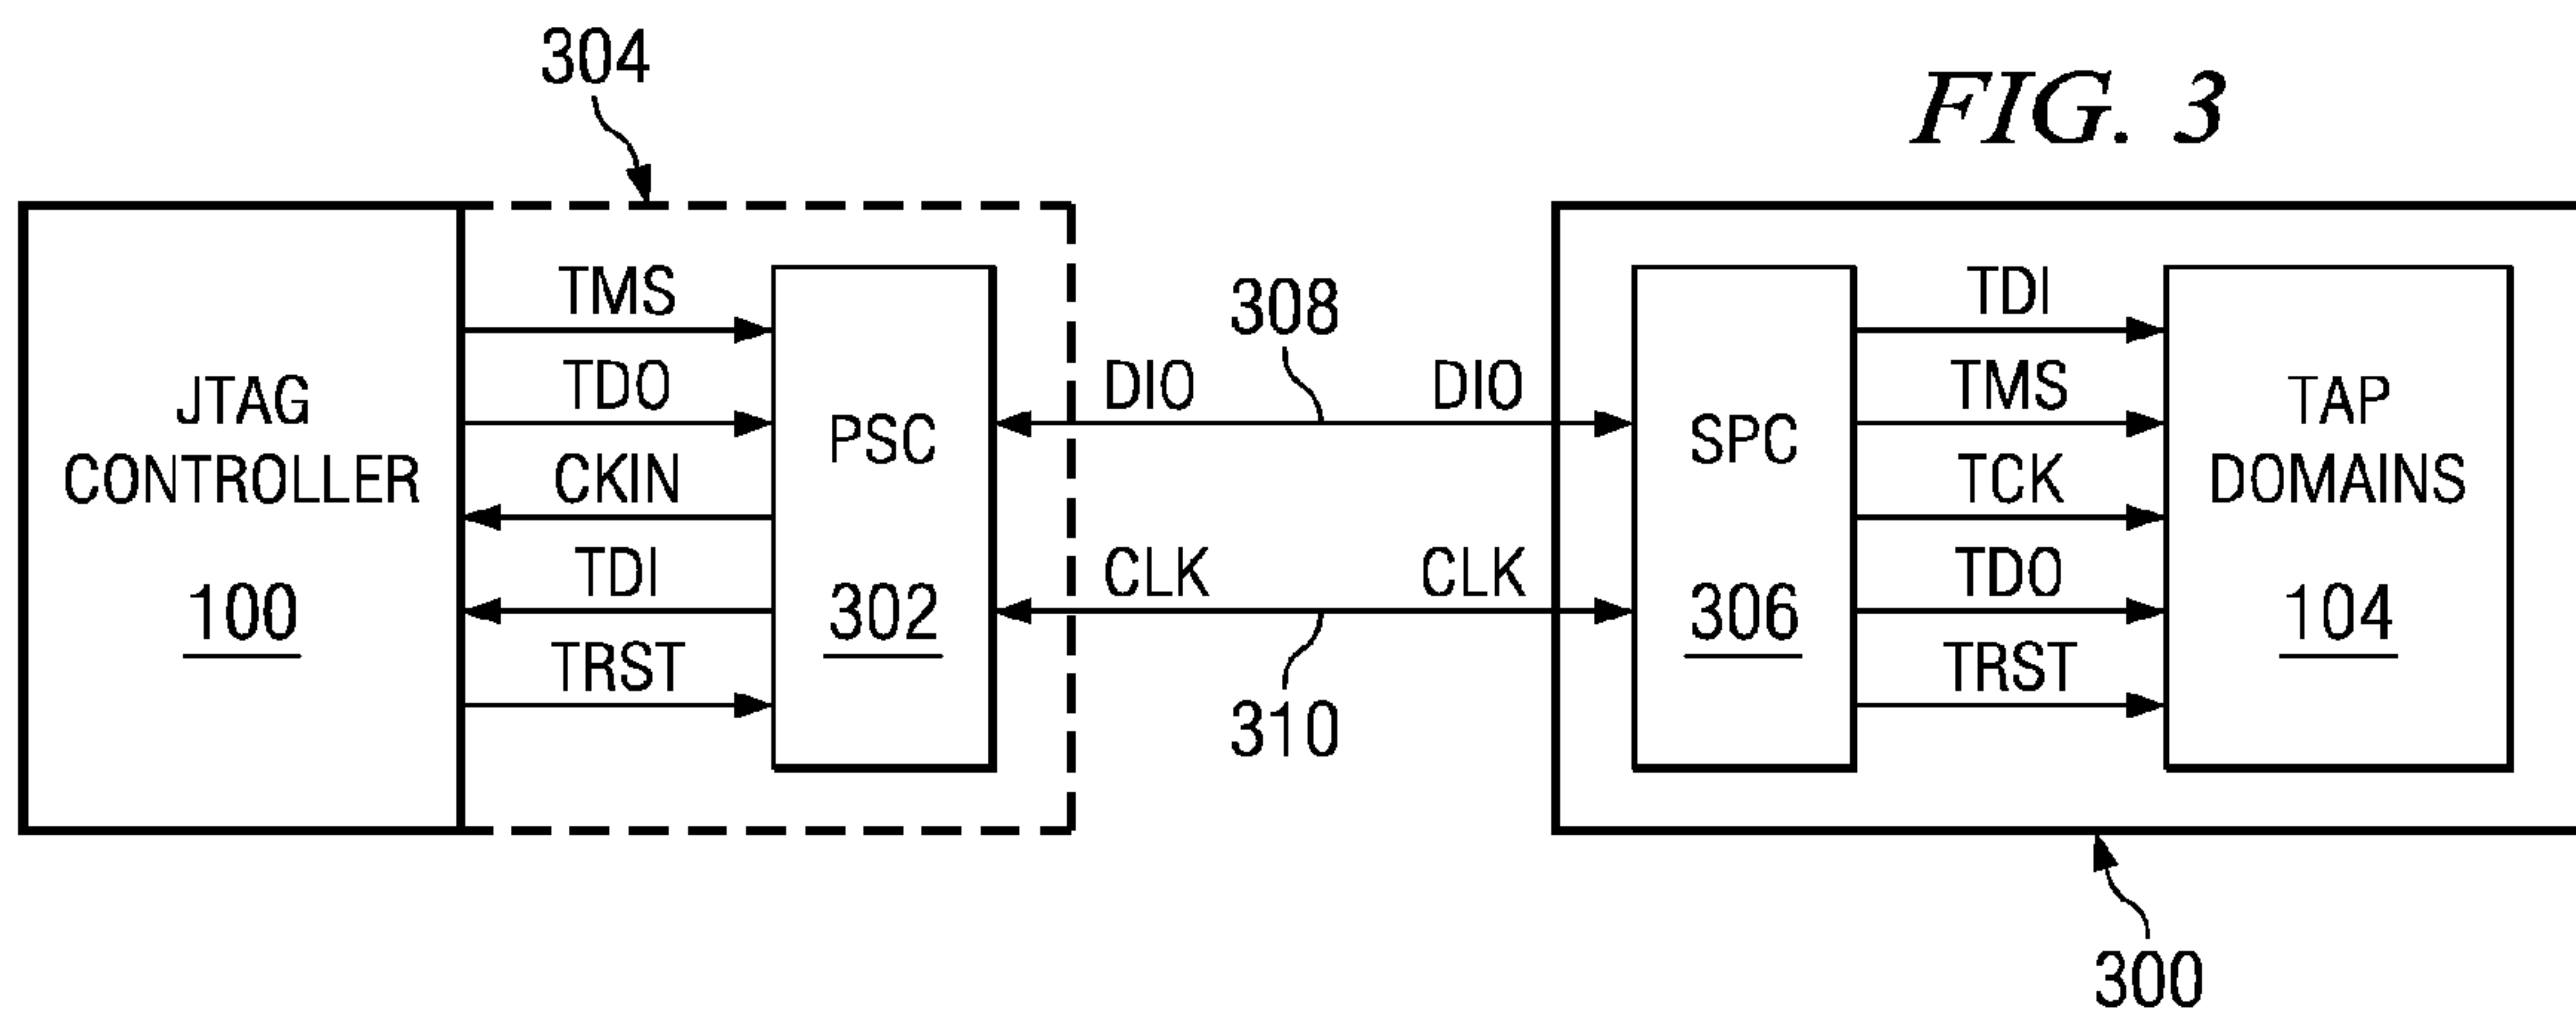 304
FIG. 3
JTAG
CONTROLLER
100
TMS
TDO
CKIN
TDI
TRST
PSC
302
308
DIO DIO
CLK CLK
310
SPC
306
TDI
TMS
TCK
TDO
TRST
TAP
DOMAINS
104
300